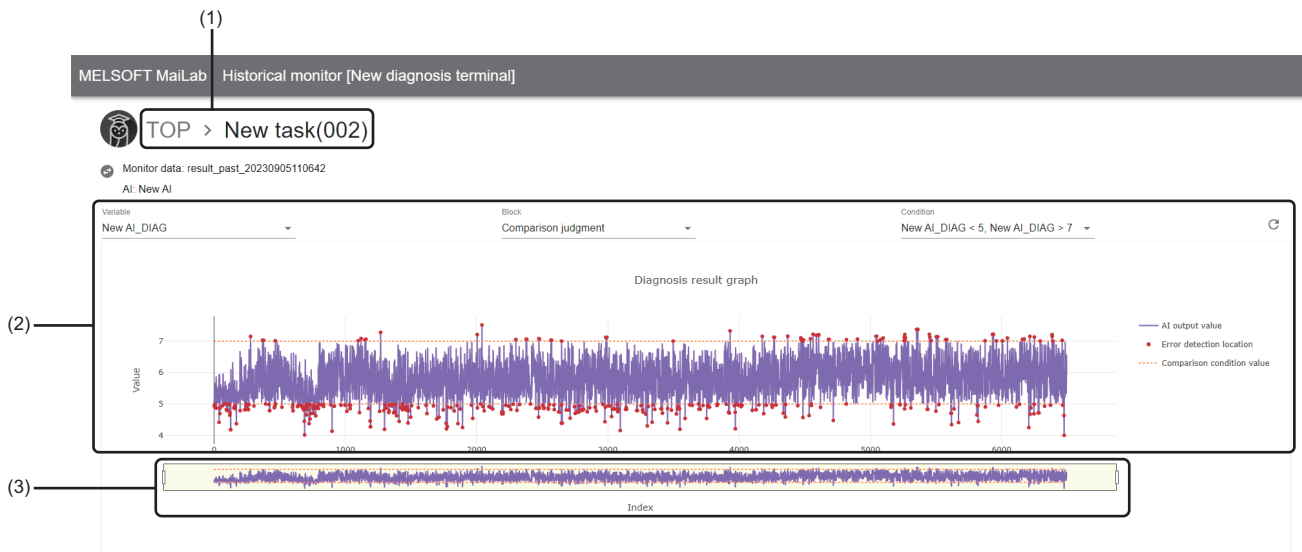 (1)
MELSOFT MaiLab Historical monitor [New diagnosis terminal]
TOP > New task(002)
Monitor data: result_past_20230905110642
AI: New AI
(2)
Variable Block Condition
New AI_DIAG Comparison judgment New AI_DIAG < 5, New AI_DIAG > 7
Diagnosis result graph
AI output value
Error detection location
Comparison condition value
Value
7
6
5
4
0 1000 2000 3000 4000 5000 6000
(3)
Index